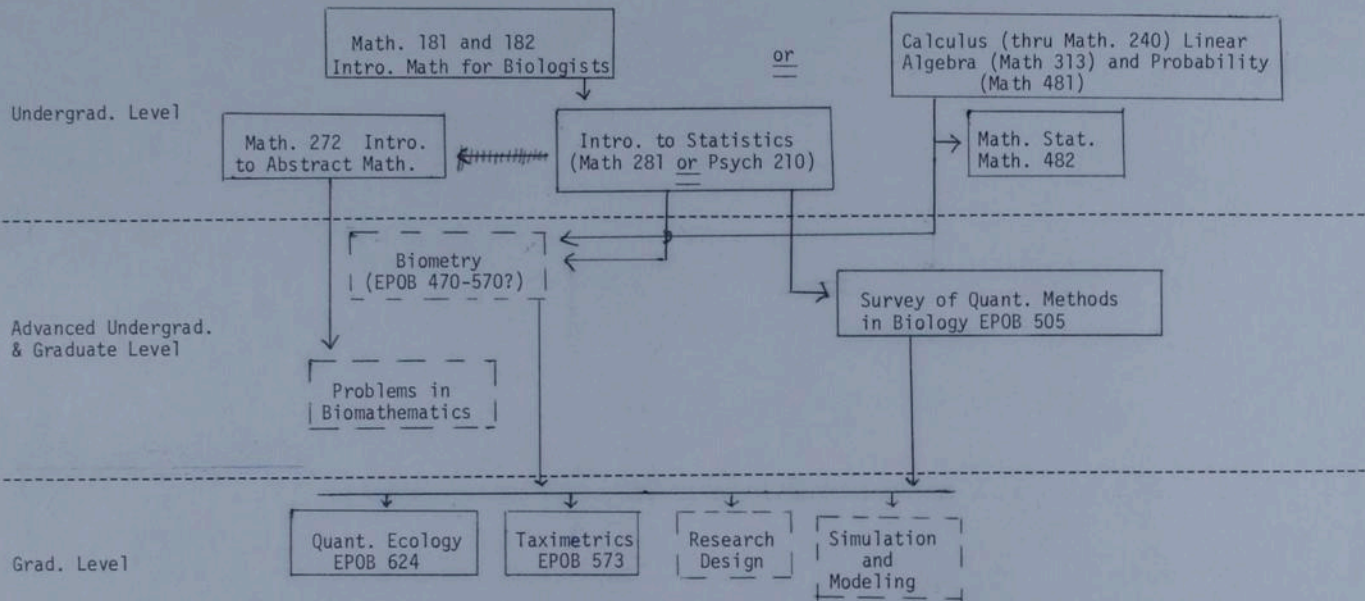 Math. 181 and 182
Intro. Math for Biologists
or
Calculus (thru Math. 240) Linear
Algebra (Math 313) and Probability
(Math 481)
Undergrad. Level
Math. 272 Intro.
to Abstract Math.
Intro. to Statistics
(Math 281 or Psych 210)
Math. Stat.
Math. 482
Biometry
(EPOB 470-570?)
Survey of Quant. Methods
in Biology EPOB 505
Advanced Undergrad.
& Graduate Level
Problems in
Biomathematics
Grad. Level
Quant. Ecology
EPOB 624
Taximetrics
EPOB 573
Research
Design
Simulation
and
Modeling